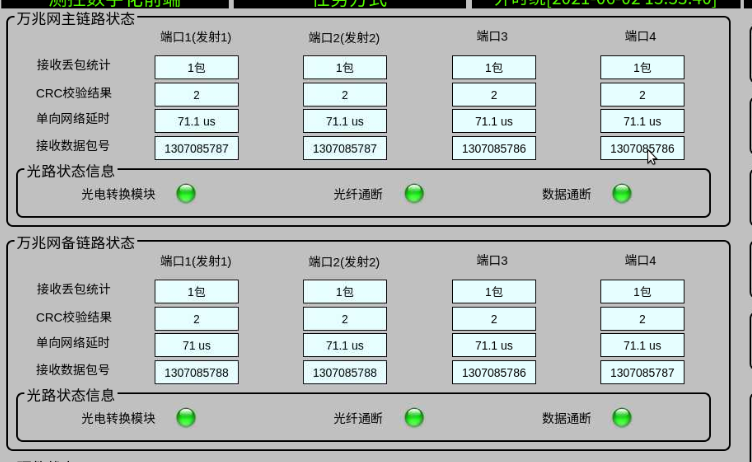 万兆网主链路状态
端口1(发射1) 端口2(发射2) 端口3 端口4
接收丢包统计 1包 1包 1包 1包
CRC校验结果 2 2 2 2
单向网络延时 71.1 us 71.1 us 71.1 us 71.1 us
接收数据包号 1307085787 1307085787 1307085786 1307085786
光路状态信息
光电转换模块 光纤通断 数据通断
万兆网备链路状态
端口1(发射1) 端口2(发射2) 端口3 端口4
接收丢包统计 1包 1包 1包 1包
CRC校验结果 2 2 2 2
单向网络延时 71 us 71.1 us 71.1 us 71.1 us
接收数据包号 1307085788 1307085788 1307085786 1307085787
光路状态信息
光电转换模块 光纤通断 数据通断